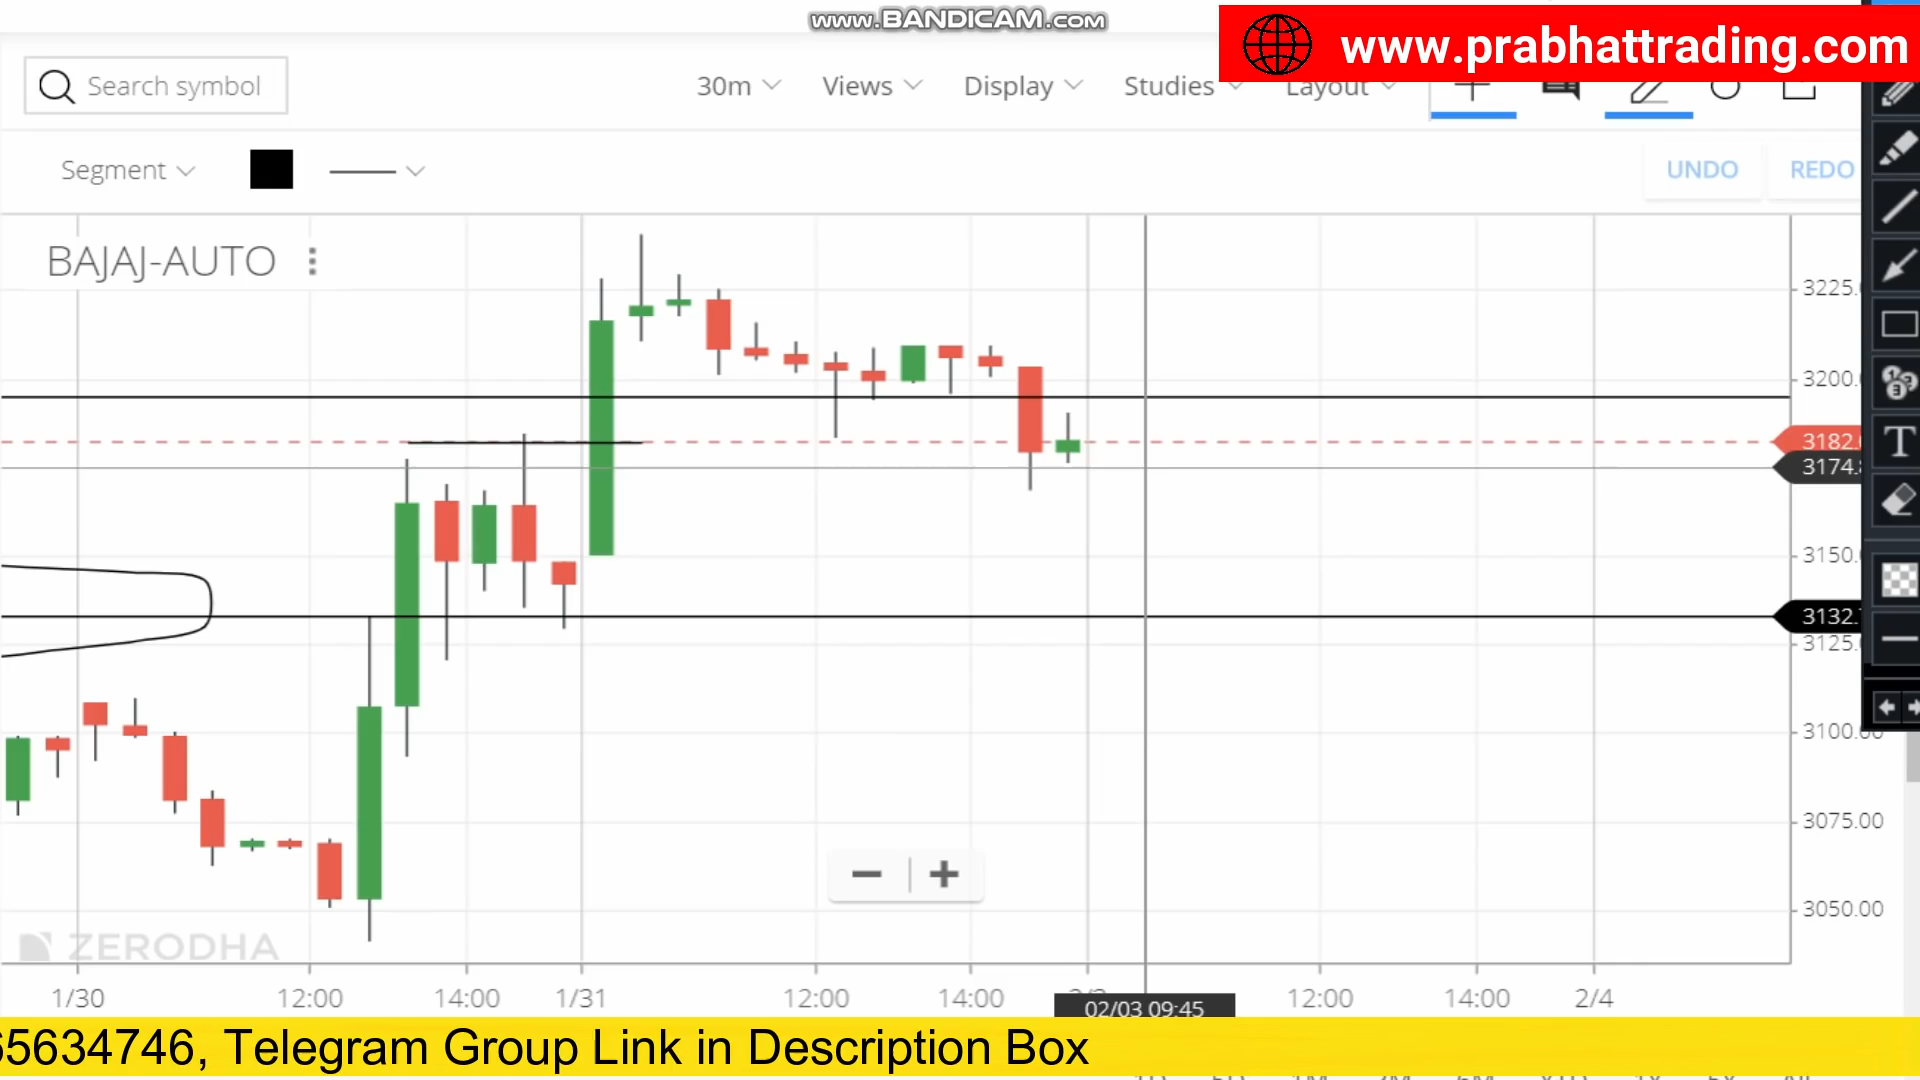 www.BANDICAM.com
www.prabhattrading.com
Search symbol
30m
Views
Display
Studies
Layout
Segment
UNDO
REDO
BAJAJ-AUTO
3225.
3200.
3182.
3174.
3150.
3132.
3125.
3100.
3075.00
3050.00
ZERODHA
1/30
12:00
14:00
1/31
12:00
14:00
02/03 09:45
12:00
14:00
2/4
65634746, Telegram Group Link in Description Box